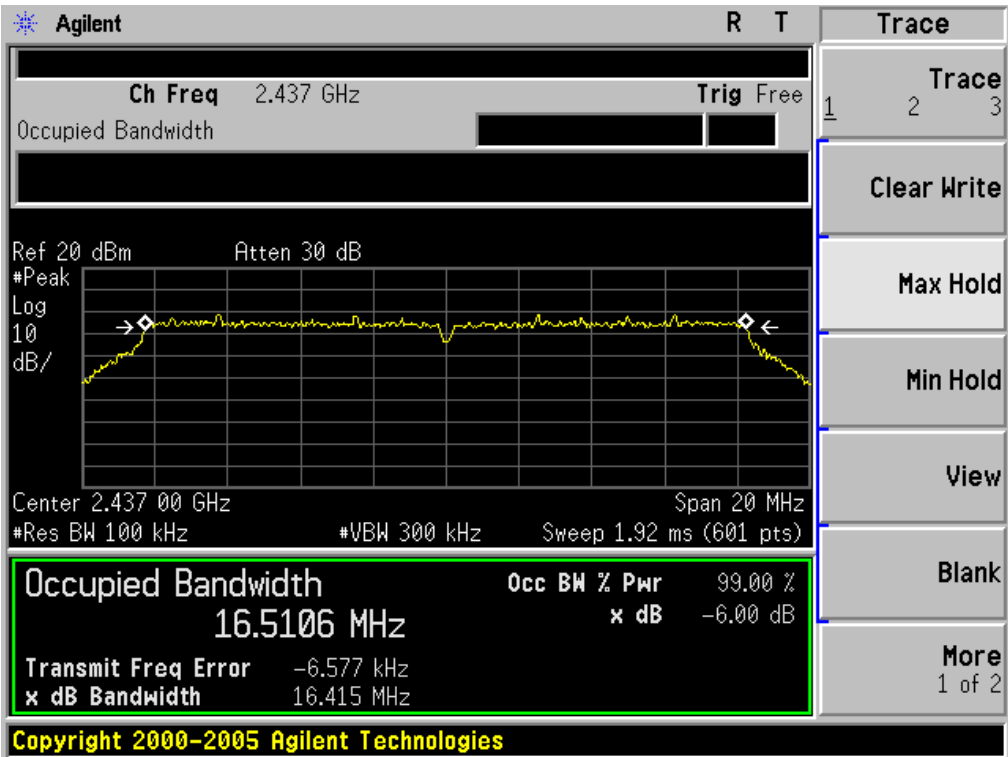 Agilent R T Trace
Ch Freq 2.437 GHz Trig Free
Occupied Bandwidth
Trace
1 2 3
Clear Write
Ref 20 dBm Atten 30 dB
#Peak
Log
10
dB/
Max Hold
Min Hold
View
Center 2.437 00 GHz Span 20 MHz
#Res BW 100 kHz #VBW 300 kHz Sweep 1.92 ms (601 pts)
Occupied Bandwidth Occ BW % Pwr 99.00 %
16.5106 MHz x dB -6.00 dB
Transmit Freq Error -6.577 kHz
x dB Bandwidth 16.415 MHz
Blank
More
1 of 2
Copyright 2000-2005 Agilent Technologies